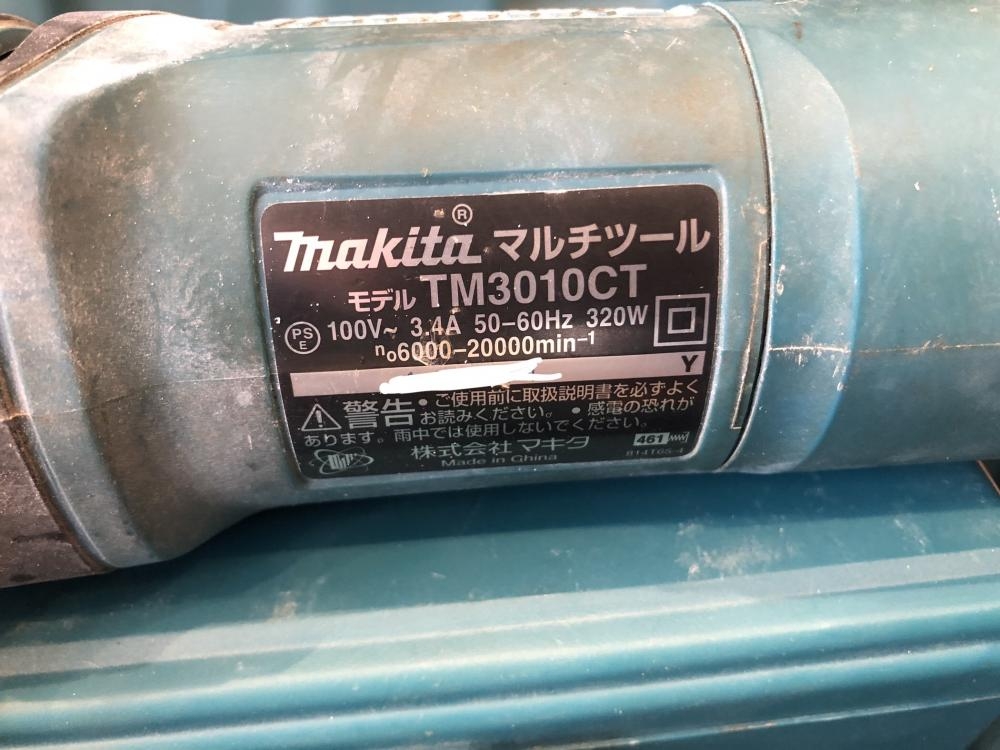 makita® マルチツール
モデル TM3010CT
PS E 100V~ 3.4A 50-60Hz 320W
n₀6000-20000min⁻¹
Y
警告 ・ご使用前に取扱説明書を必ずよく
お読みください。 ・感電の恐れが
あります。雨中では使用しないでください。
株式会社 マキタ 461
Made in China 814T65-4